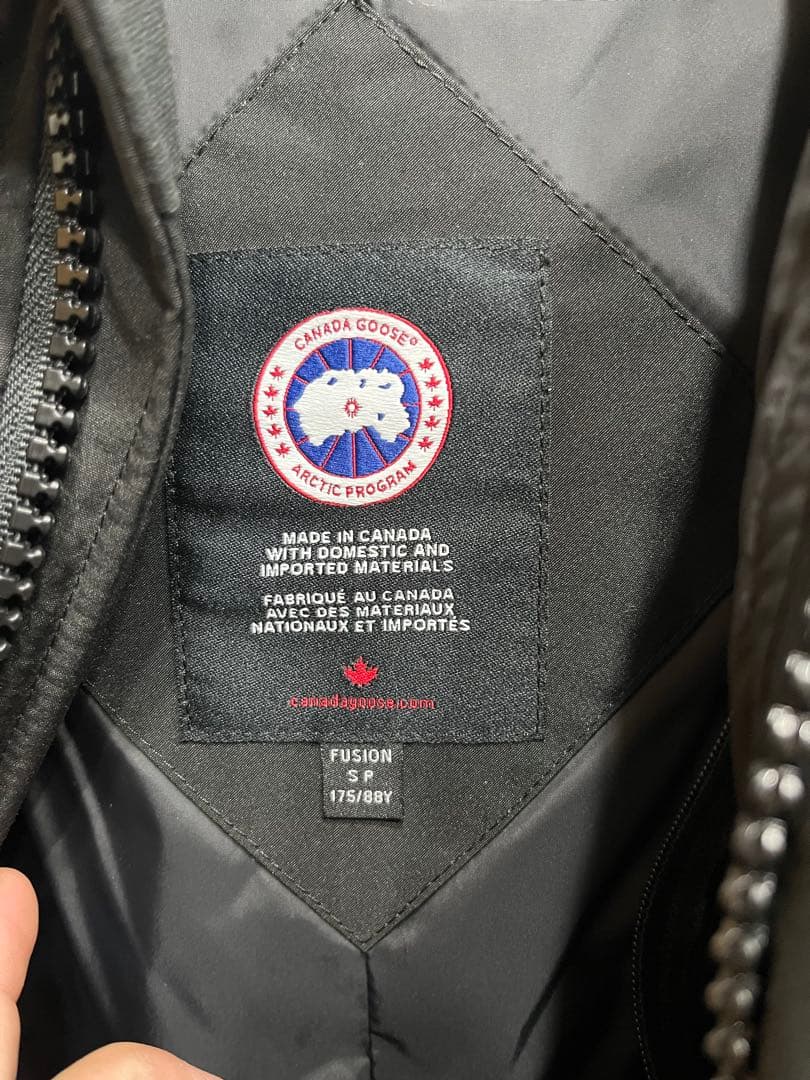 CANADA GOOSE®
ARCTIC PROGRAM
MADE IN CANADA
WITH DOMESTIC AND
IMPORTED MATERIALS
FABRIQUÉ AU CANADA
AVEC DES MATERIAUX
NATIONAUX ET IMPORTÉS
canadagoose.com
FUSION
S P
175/88Y